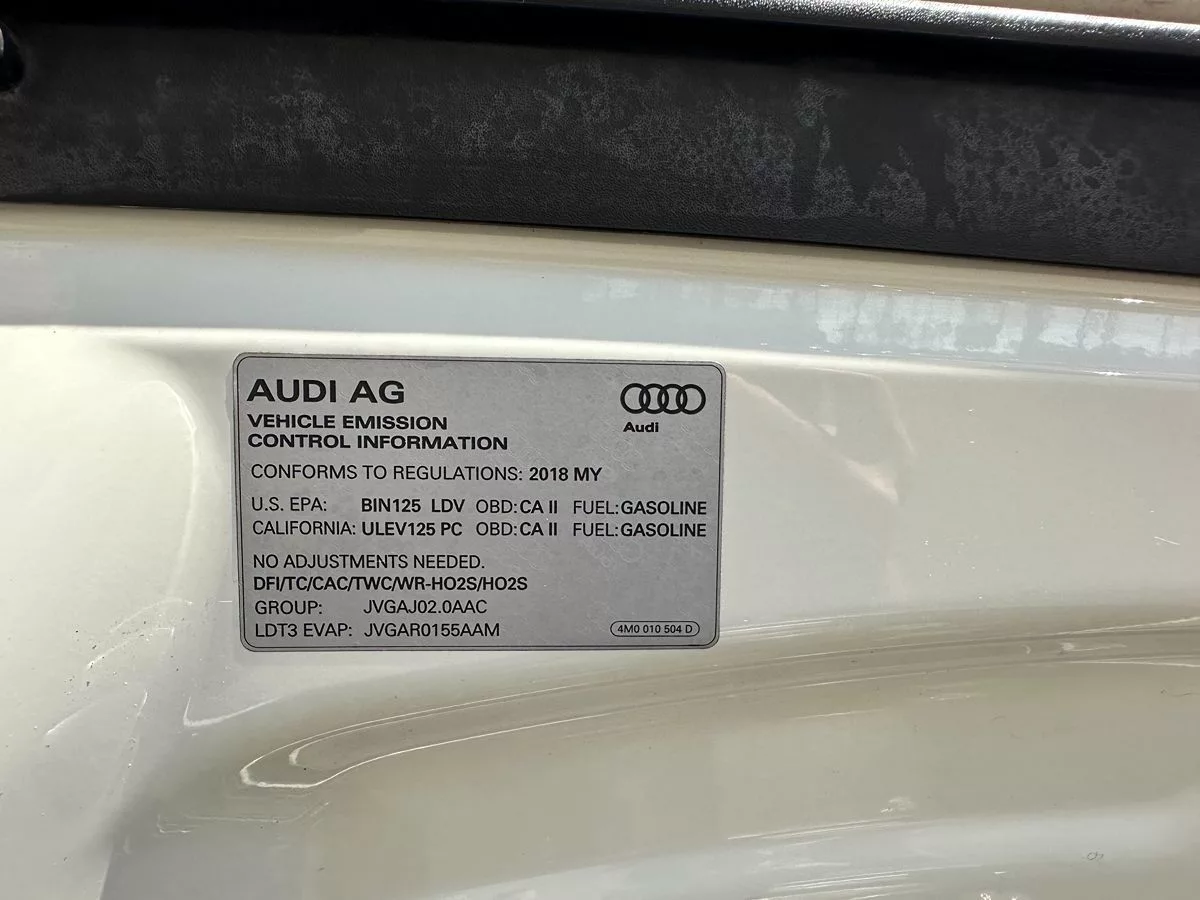 AUDI AG
Audi
VEHICLE EMISSION
CONTROL INFORMATION
CONFORMS TO REGULATIONS: 2018 MY
U.S. EPA: BIN125 LDV OBD: CA II FUEL: GASOLINE
CALIFORNIA: ULEV125 PC OBD: CA II FUEL: GASOLINE
NO ADJUSTMENTS NEEDED.
DFI/TC/CAC/TWC/WR-HO2S/HO2S
GROUP: JVGAJ02.0AAC
LDT3 EVAP: JVGAR0155AAM
4M0 010 504 D